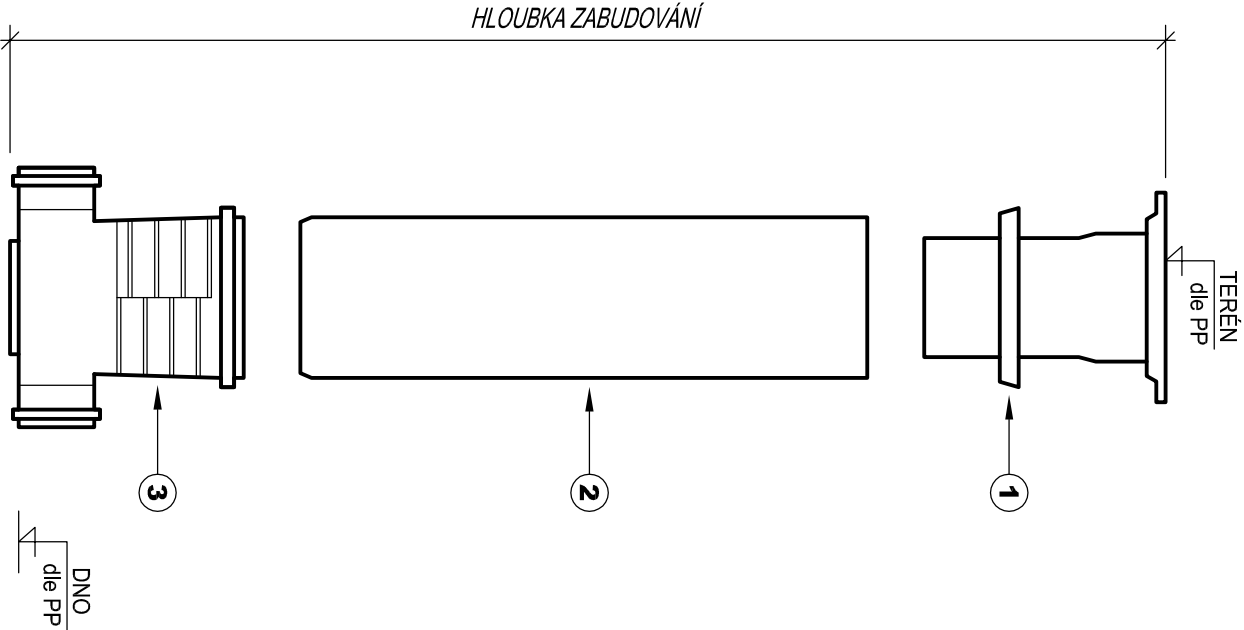 HLOUBKA ZABUDOVÁNÍ
TERÉN
dle PP
1
2
3
DNO
dle PP